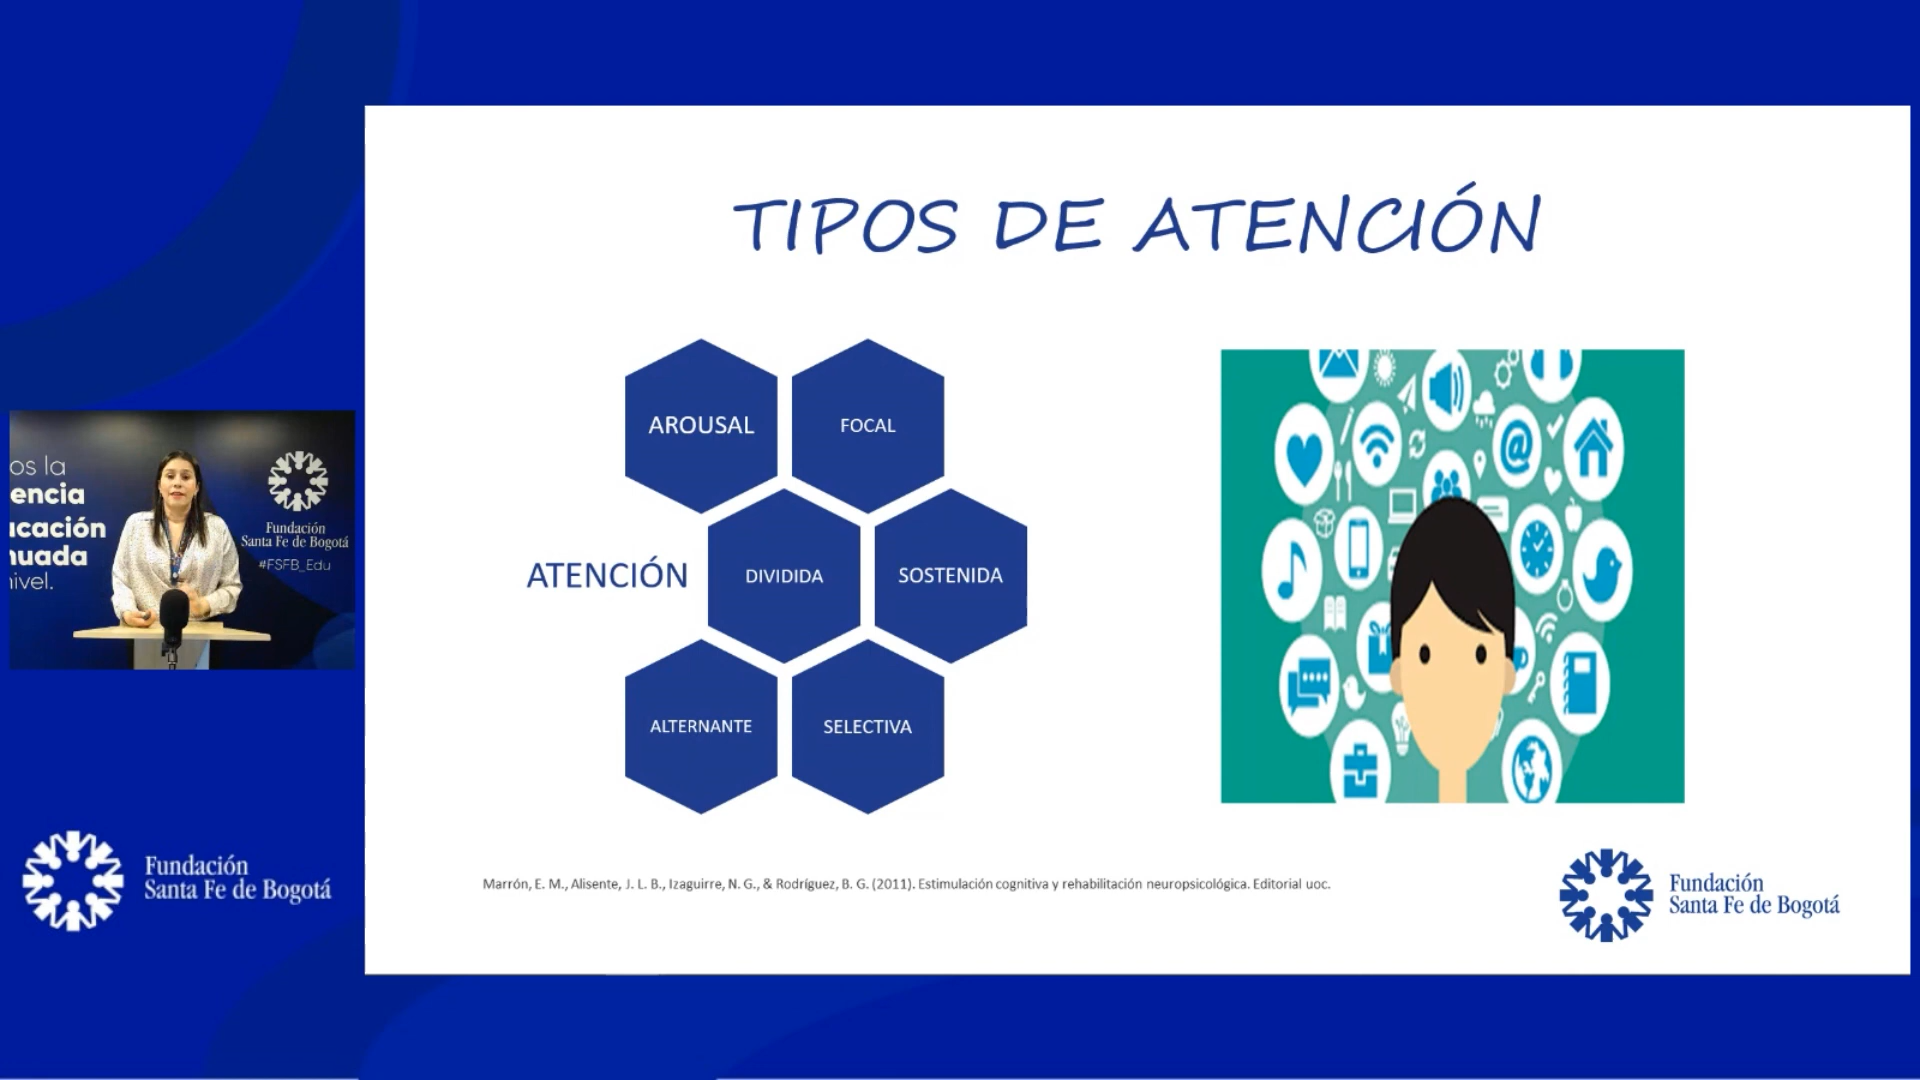 TIPOS DE ATENCIÓN
AROUSAL
FOCAL
ATENCIÓN
DIVIDIDA
SOSTENIDA
ALTERNANTE
SELECTIVA
@
Marrón, E. M., Alisente, J. L. B., Izaguirre, N. G., & Rodríguez, B. G. (2011). Estimulación cognitiva y rehabilitación neuropsicológica. Editorial uoc.
Fundación
Santa Fe de Bogotá
os la
encia
ucación
nuada
nivel.
Fundación
Santa Fe de Bogotá
#FSFB_Edu
Fundación
Santa Fe de Bogotá